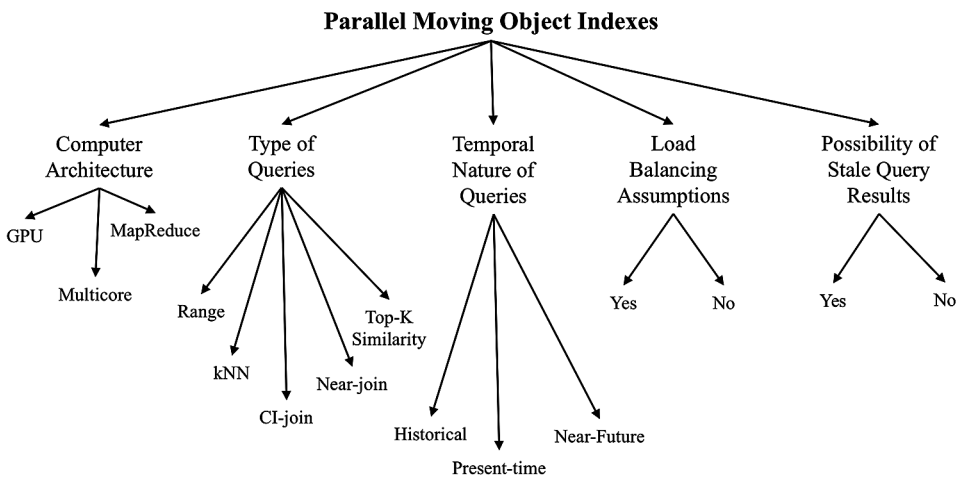 Parallel Moving Object Indexes
Computer
Architecture
GPU
MapReduce
Multicore
Type of
Queries
Range
kNN
CI-join
Near-join
Top-K
Similarity
Temporal
Nature of
Queries
Historical
Present-time
Near-Future
Load
Balancing
Assumptions
Yes
No
Possibility of
Stale Query
Results
Yes
No